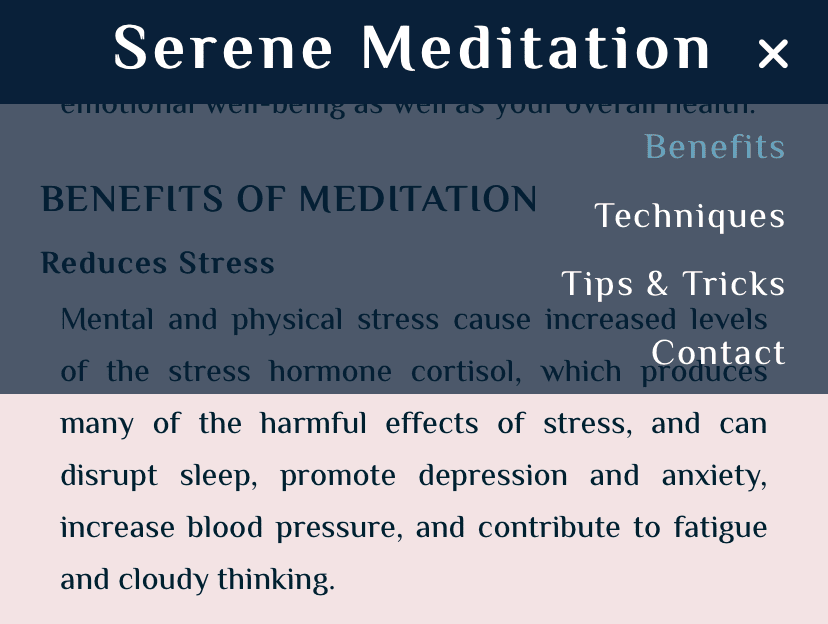 Serene Meditation ×
emotional well-being as well as your overall health.
Benefits
BENEFITS OF MEDITATION
Techniques
Reduces Stress
Tips & Tricks
Mental and physical stress cause increased levels
Contact
of the stress hormone cortisol, which produces
many of the harmful effects of stress, and can
disrupt sleep, promote depression and anxiety,
increase blood pressure, and contribute to fatigue
and cloudy thinking.